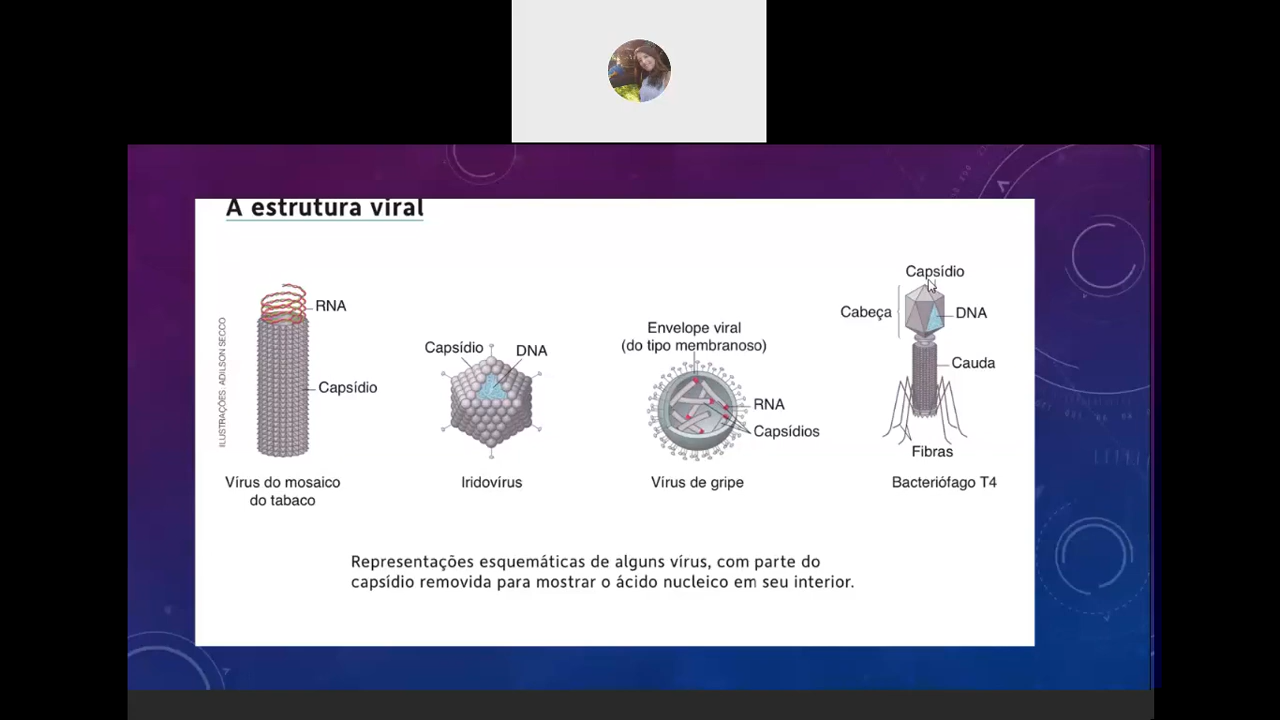 A estrutura viral
ILUSTRAÇÕES: ADILSON SECCO
RNA
Capsídio
Vírus do mosaico
do tabaco
Capsídio
DNA
Iridovírus
Envelope viral
(do tipo membranoso)
RNA
Capsídios
Vírus de gripe
Capsídio
Cabeça
DNA
Cauda
Fibras
Bacteriófago T4
Representações esquemáticas de alguns vírus, com parte do
capsídio removida para mostrar o ácido nucleico em seu interior.